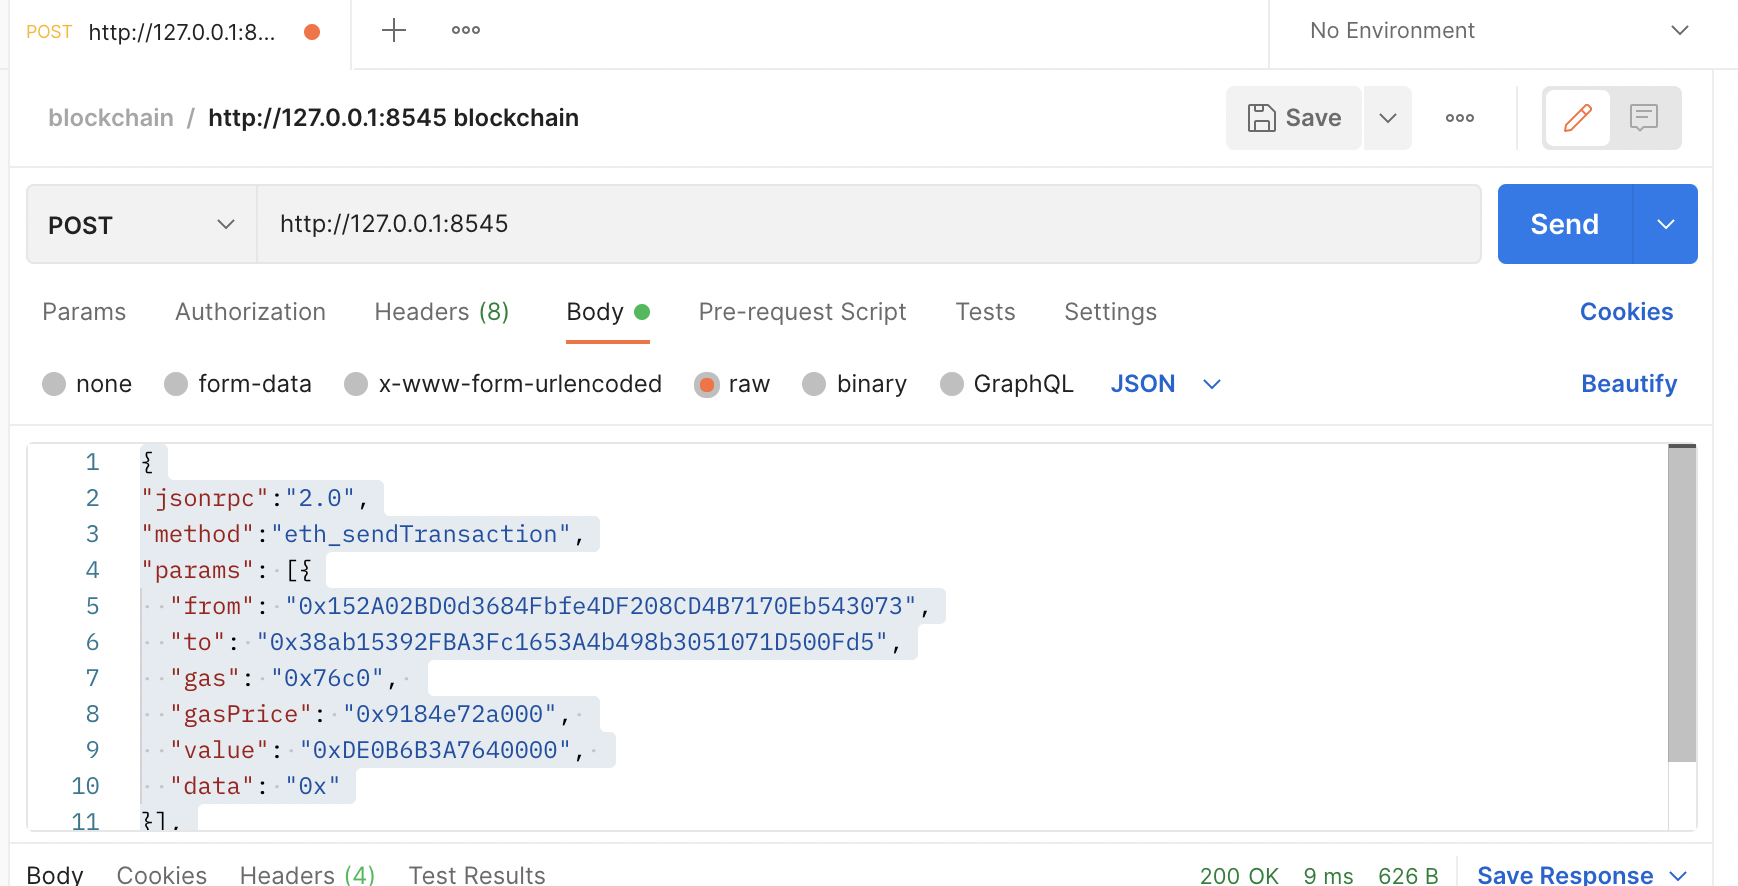 POST http://127.0.0.1:8... No Environment
blockchain / http://127.0.0.1:8545 blockchain Save
POST http://127.0.0.1:8545 Send
Params Authorization Headers (8) Body Pre-request Script Tests Settings Cookies
none form-data x-www-form-urlencoded raw binary GraphQL JSON Beautify
1 {
2 "jsonrpc":"2.0",
3 "method":"eth_sendTransaction",
4 "params": [{
5 "from": "0x152A02BD0d3684Fbfe4DF208CD4B7170Eb543073",
6 "to": "0x38ab15392FBA3Fc1653A4b498b3051071D500Fd5",
7 "gas": "0x76c0",
8 "gasPrice": "0x9184e72a000",
9 "value": "0xDE0B6B3A7640000",
10 "data": "0x"
11 }],
Body Cookies Headers (4) Test Results 200 OK 9 ms 626 B Save Response